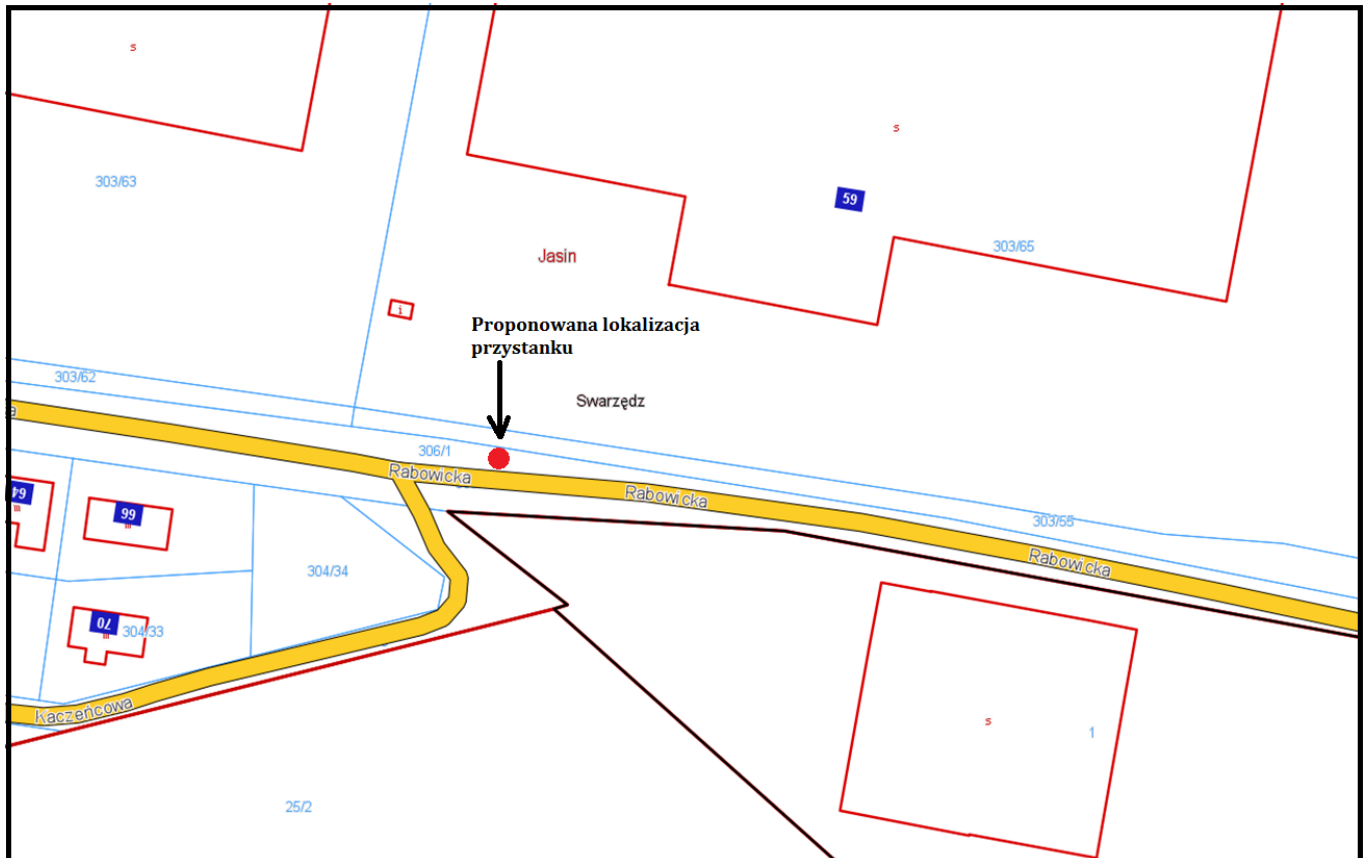 s
s
303/63
59
303/65
Jasin
i
Proponowana lokalizacja
przystanku
303/62
Swarzędz
a
306/1
Rabowicka
Rabowicka
303/55
Rabowicka
64
m
66
m
304/34
70
m
304/33
Kaczeńcowa
s
1
25/2